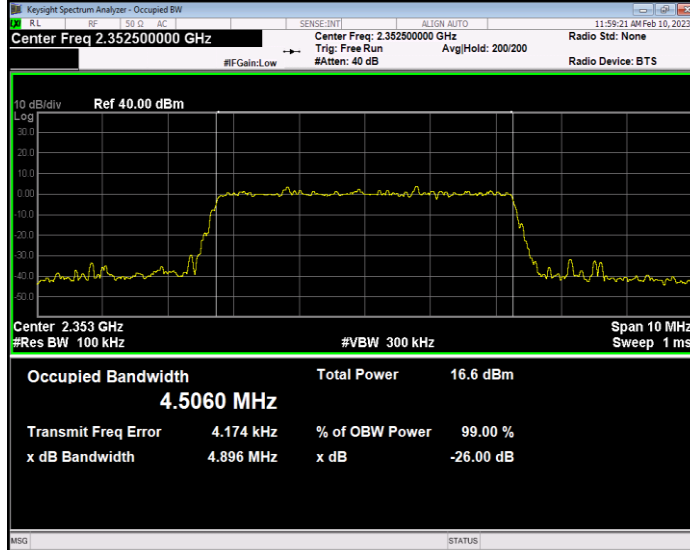 Keysight Spectrum Analyzer - Occupied BW
RL RF 50 Ω AC SENSE:INT ALIGN AUTO 11:59:21 AM Feb 10, 2023
Center Freq 2.352500000 GHz
Center Freq: 2.352500000 GHz
Radio Std: None
Trig: Free Run
Avg|Hold: 200/200
#IFGain:Low
#Atten: 40 dB
Radio Device: BTS
10 dB/div Ref 40.00 dBm
Log
30.0
20.0
10.0
0.00
-10.0
-20.0
-30.0
-40.0
-50.0
Center 2.353 GHz Span 10 MHz
#Res BW 100 kHz #VBW 300 kHz Sweep 1 ms
Occupied Bandwidth Total Power 16.6 dBm
4.5060 MHz
Transmit Freq Error 4.174 kHz % of OBW Power 99.00 %
x dB Bandwidth 4.896 MHz x dB -26.00 dB
MSG STATUS